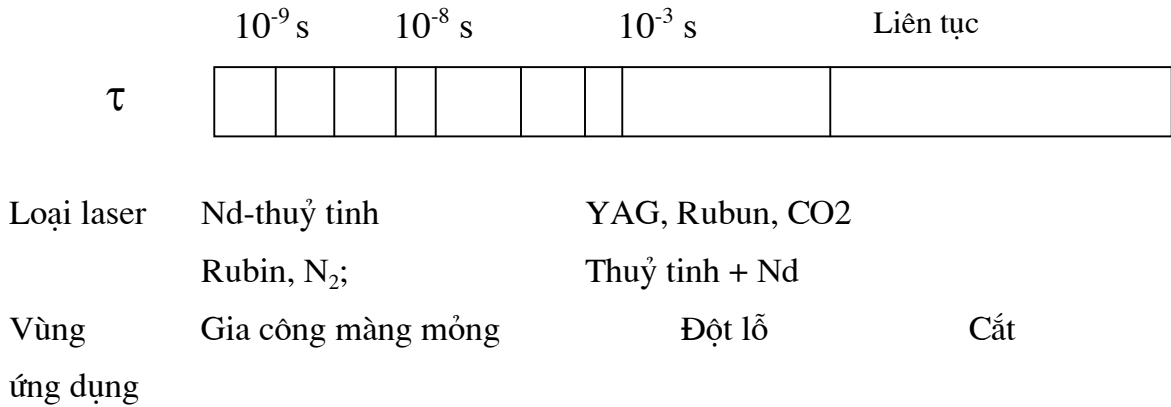 10⁻⁹ s 10⁻⁸ s 10⁻³ s Liên tục
τ
Loại laser Nd-thuỷ tinh YAG, Rubun, CO2
Rubin, N₂; Thuỷ tinh + Nd
Vùng Gia công màng mỏng Đột lỗ Cắt
ứng dụng